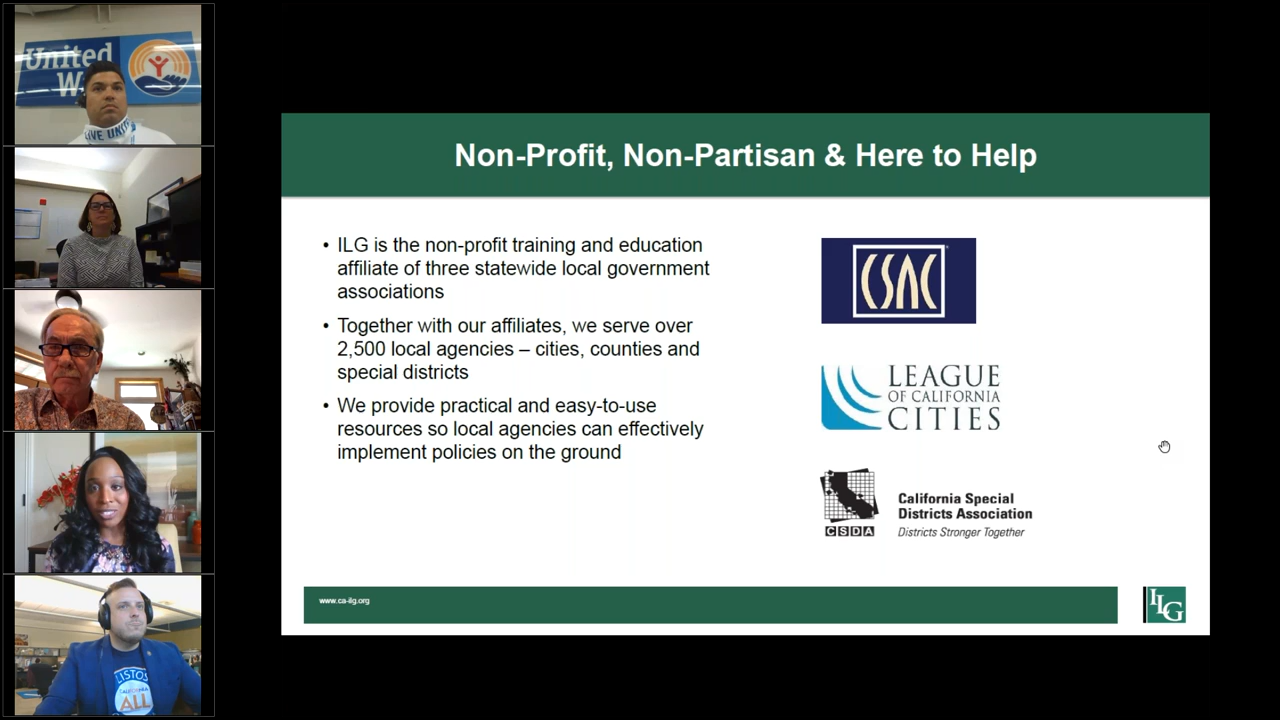 United
W
LIVE UNIT
LISTOS
CALIFORNIA
ALL
Non-Profit, Non-Partisan & Here to Help
• ILG is the non-profit training and education
affiliate of three statewide local government
associations
• Together with our affiliates, we serve over
2,500 local agencies – cities, counties and
special districts
• We provide practical and easy-to-use
resources so local agencies can effectively
implement policies on the ground
CSAC
LEAGUE
OF CALIFORNIA
CITIES
CSDA
California Special
Districts Association
Districts Stronger Together
www.ca-ilg.org
ILG